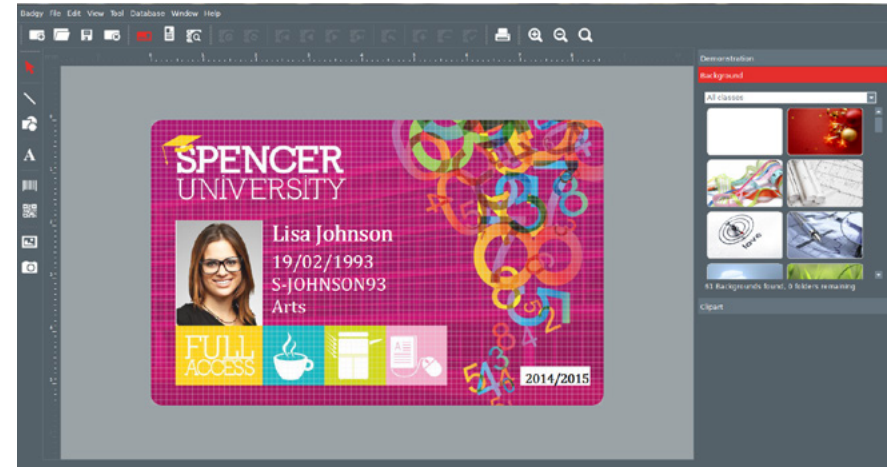 Badgy File Edit View Tool Database Window Help
Demonstration
Background
All classes
SPENCER
UNIVERSITY
Lisa Johnson
19/02/1993
S-JOHNSON93
Arts
FULL
ACCESS
2014/2015
love
61 Backgrounds found, 0 folders remaining
Clipart